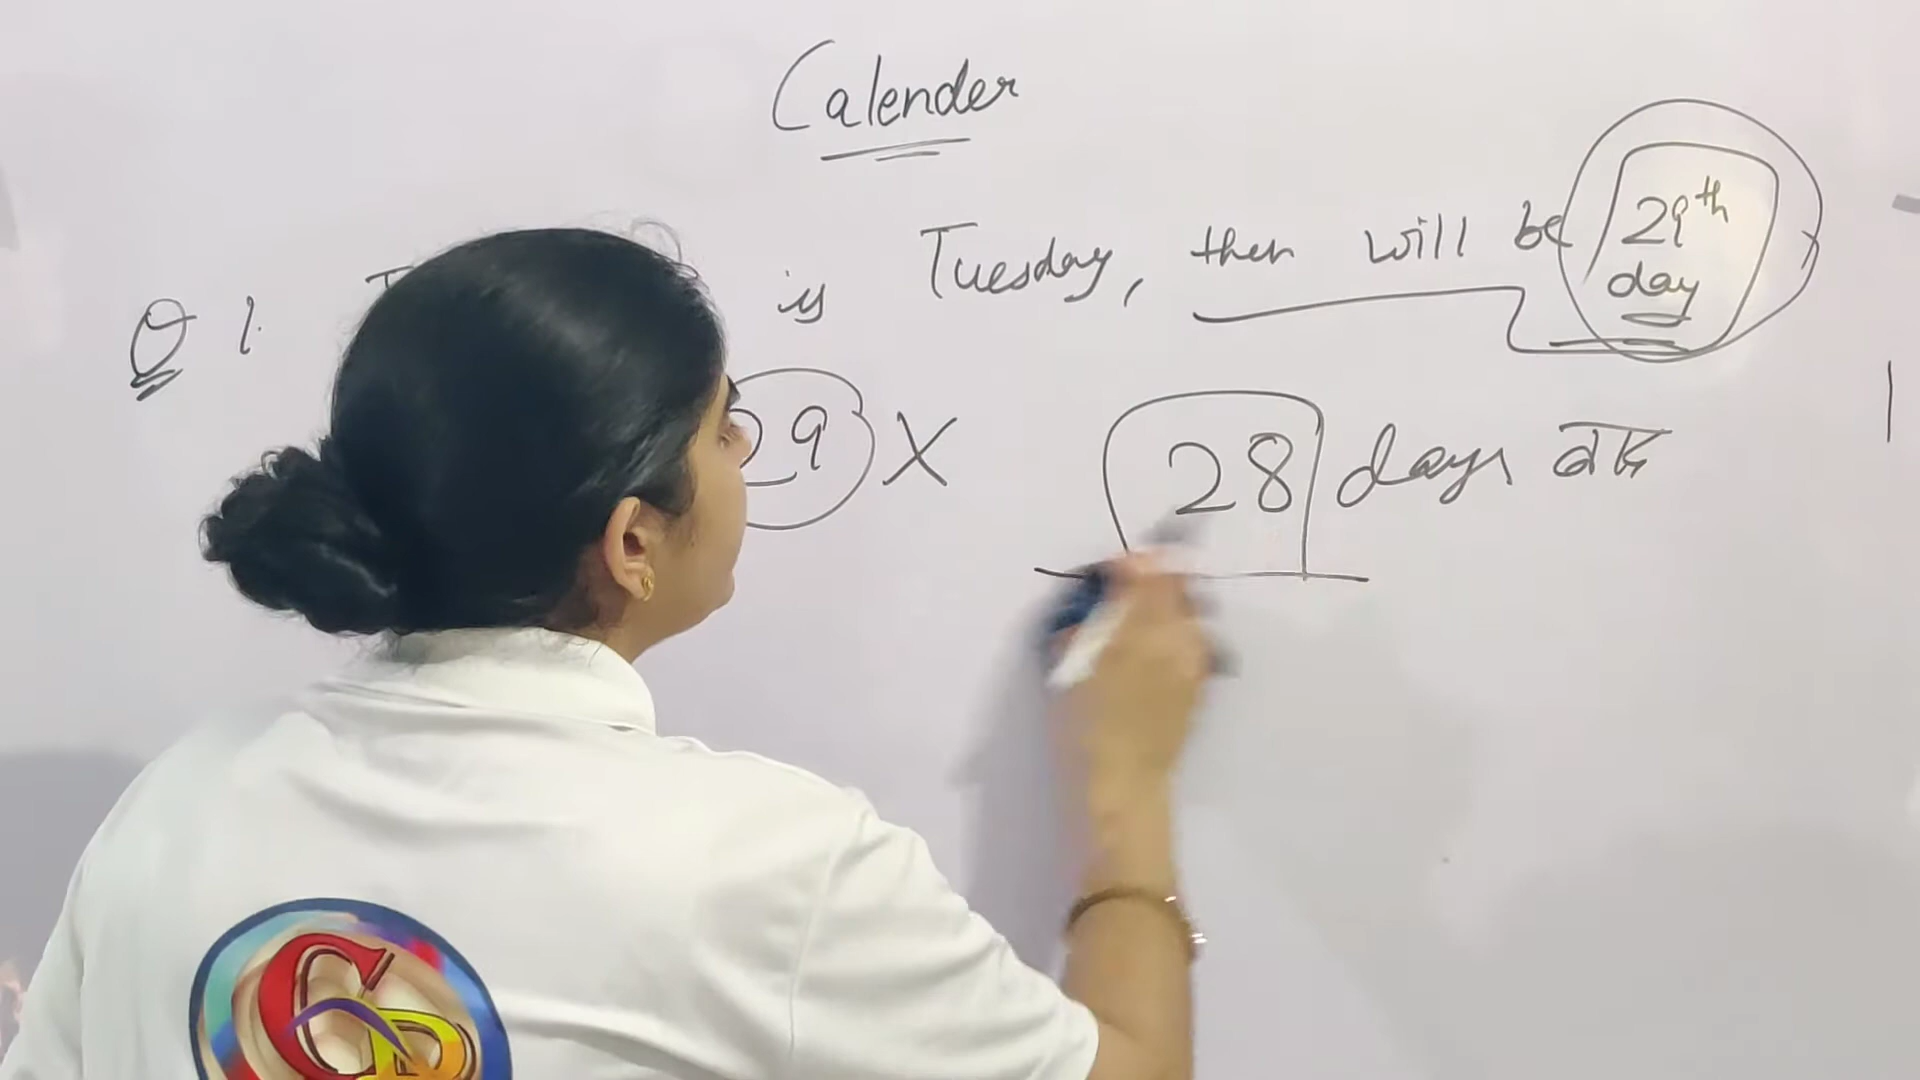 Calender
Q 1. is Tuesday, then will be 29th
day
29 X 28 days तक